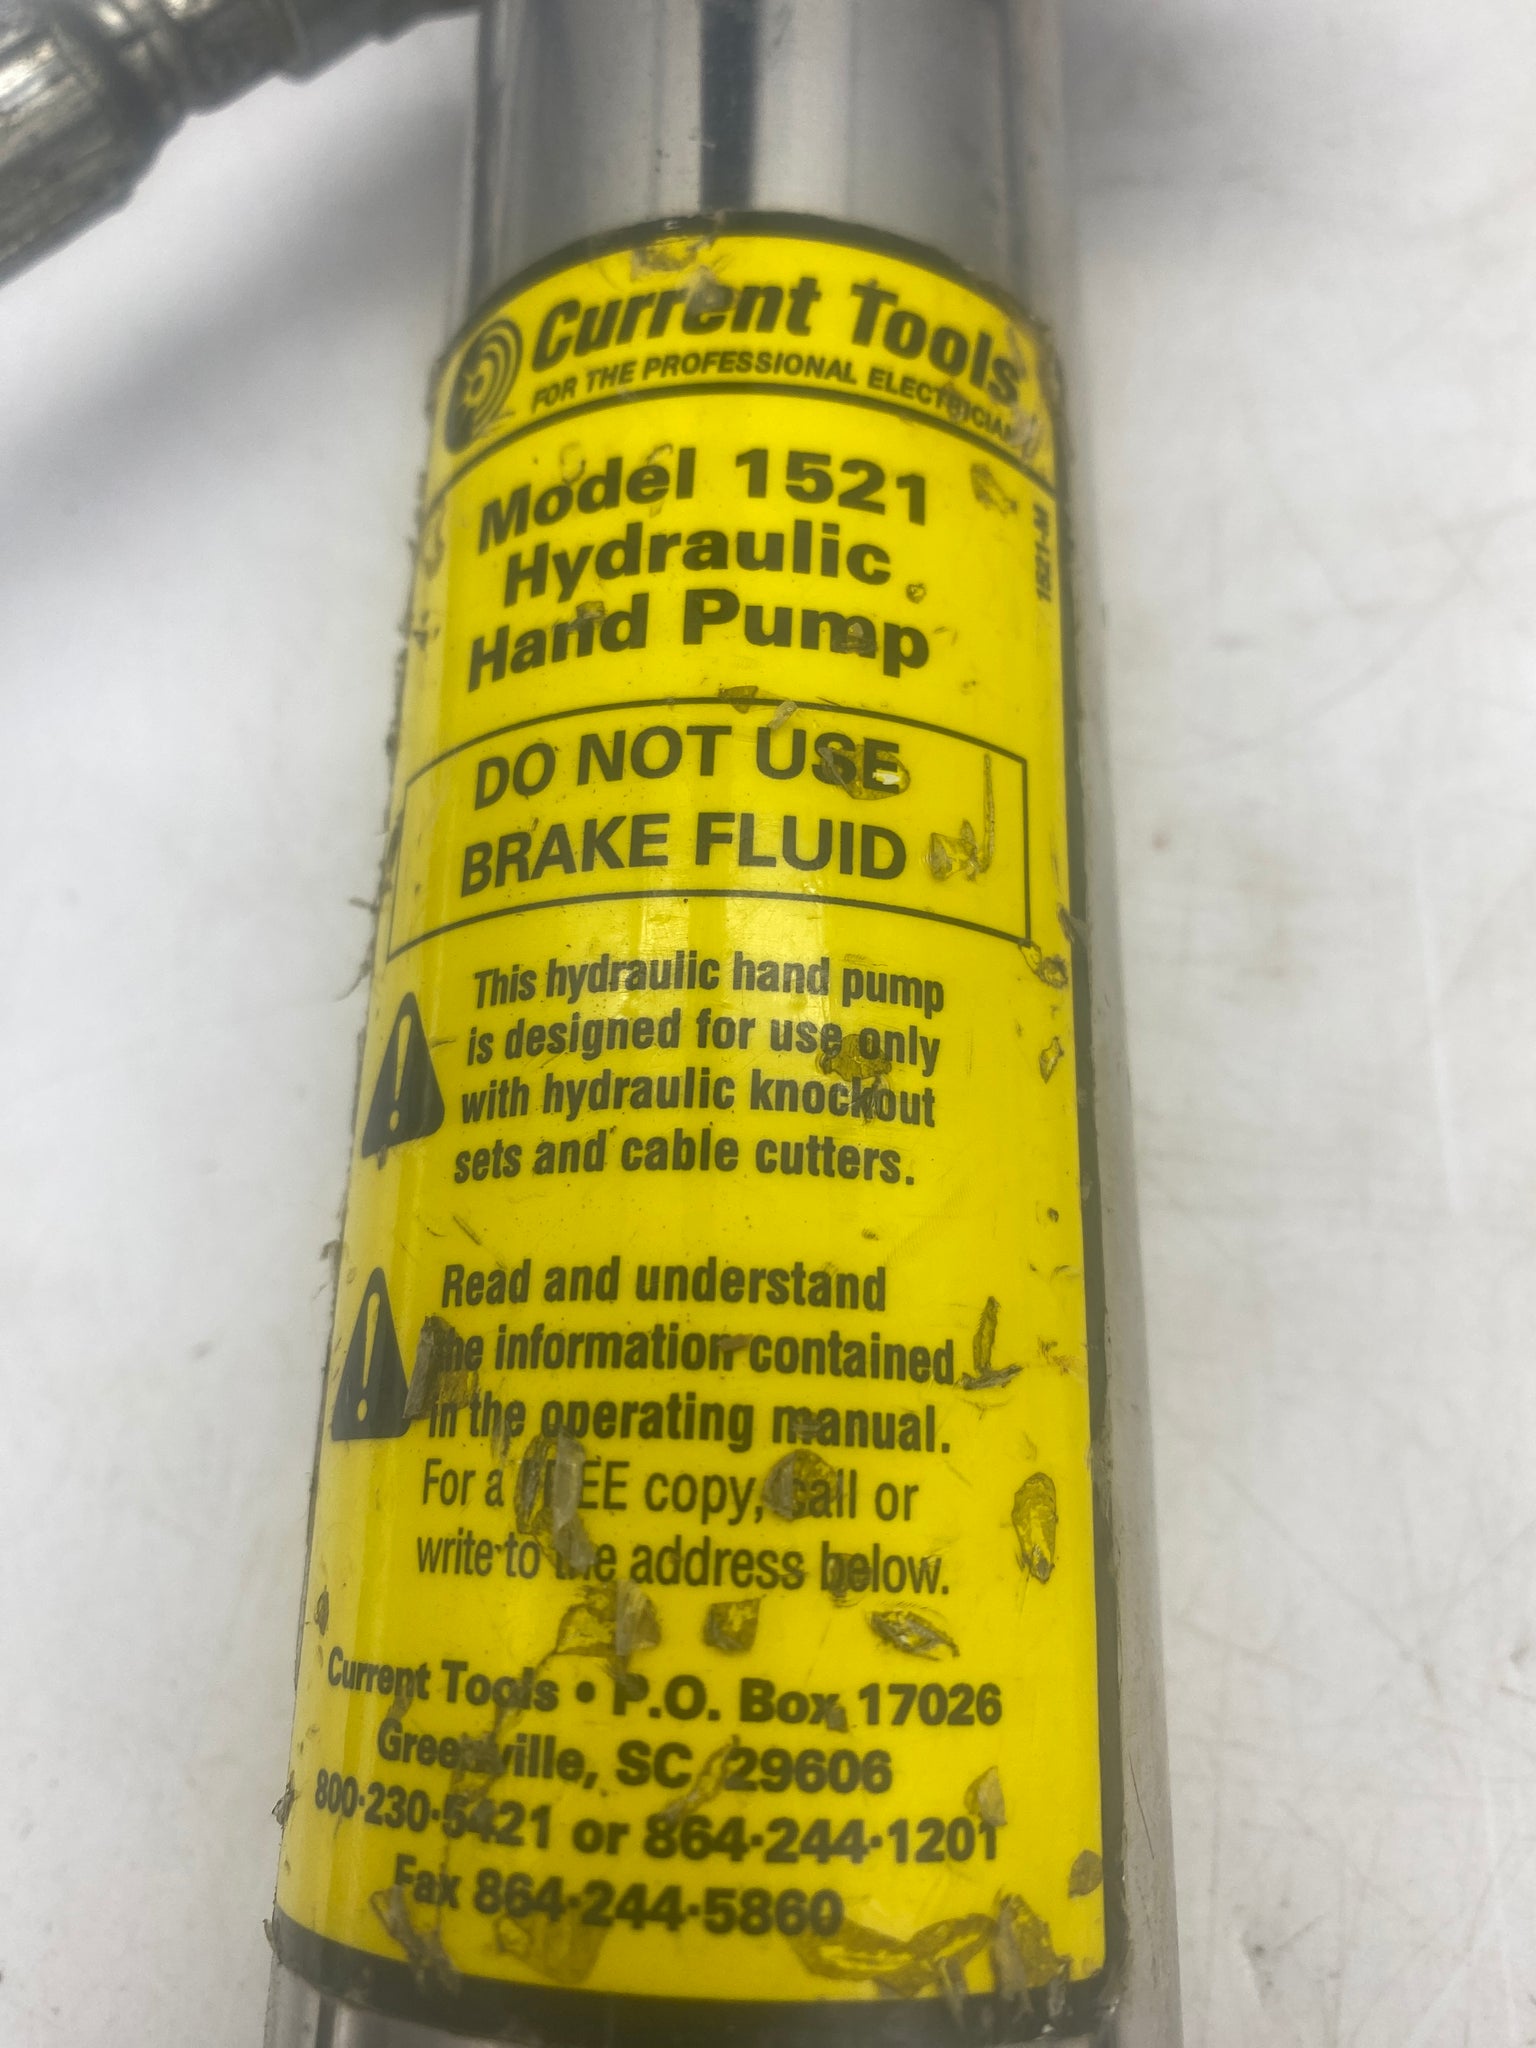 Current Tools
FOR THE PROFESSIONAL ELECTRICIAN
Model 1521
Hydraulic
Hand Pump
1521-M
DO NOT USE
BRAKE FLUID
This hydraulic hand pump
is designed for use only
with hydraulic knockout
sets and cable cutters.
Read and understand
the information contained
in the operating manual.
For a FREE copy, call or
write to the address below.
Current Tools • P.O. Box 17026
Greenville, SC 29606
800·230·5421 or 864·244·1201
Fax 864·244·5860